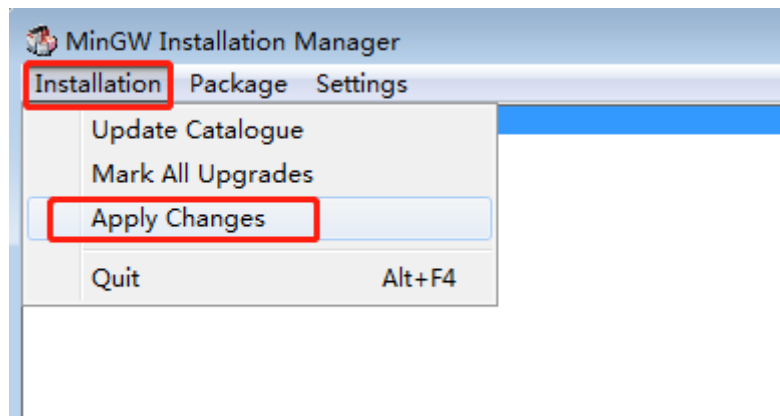 MinGW Installation Manager
Installation Package Settings
Update Catalogue
Mark All Upgrades
Apply Changes
Quit Alt+F4